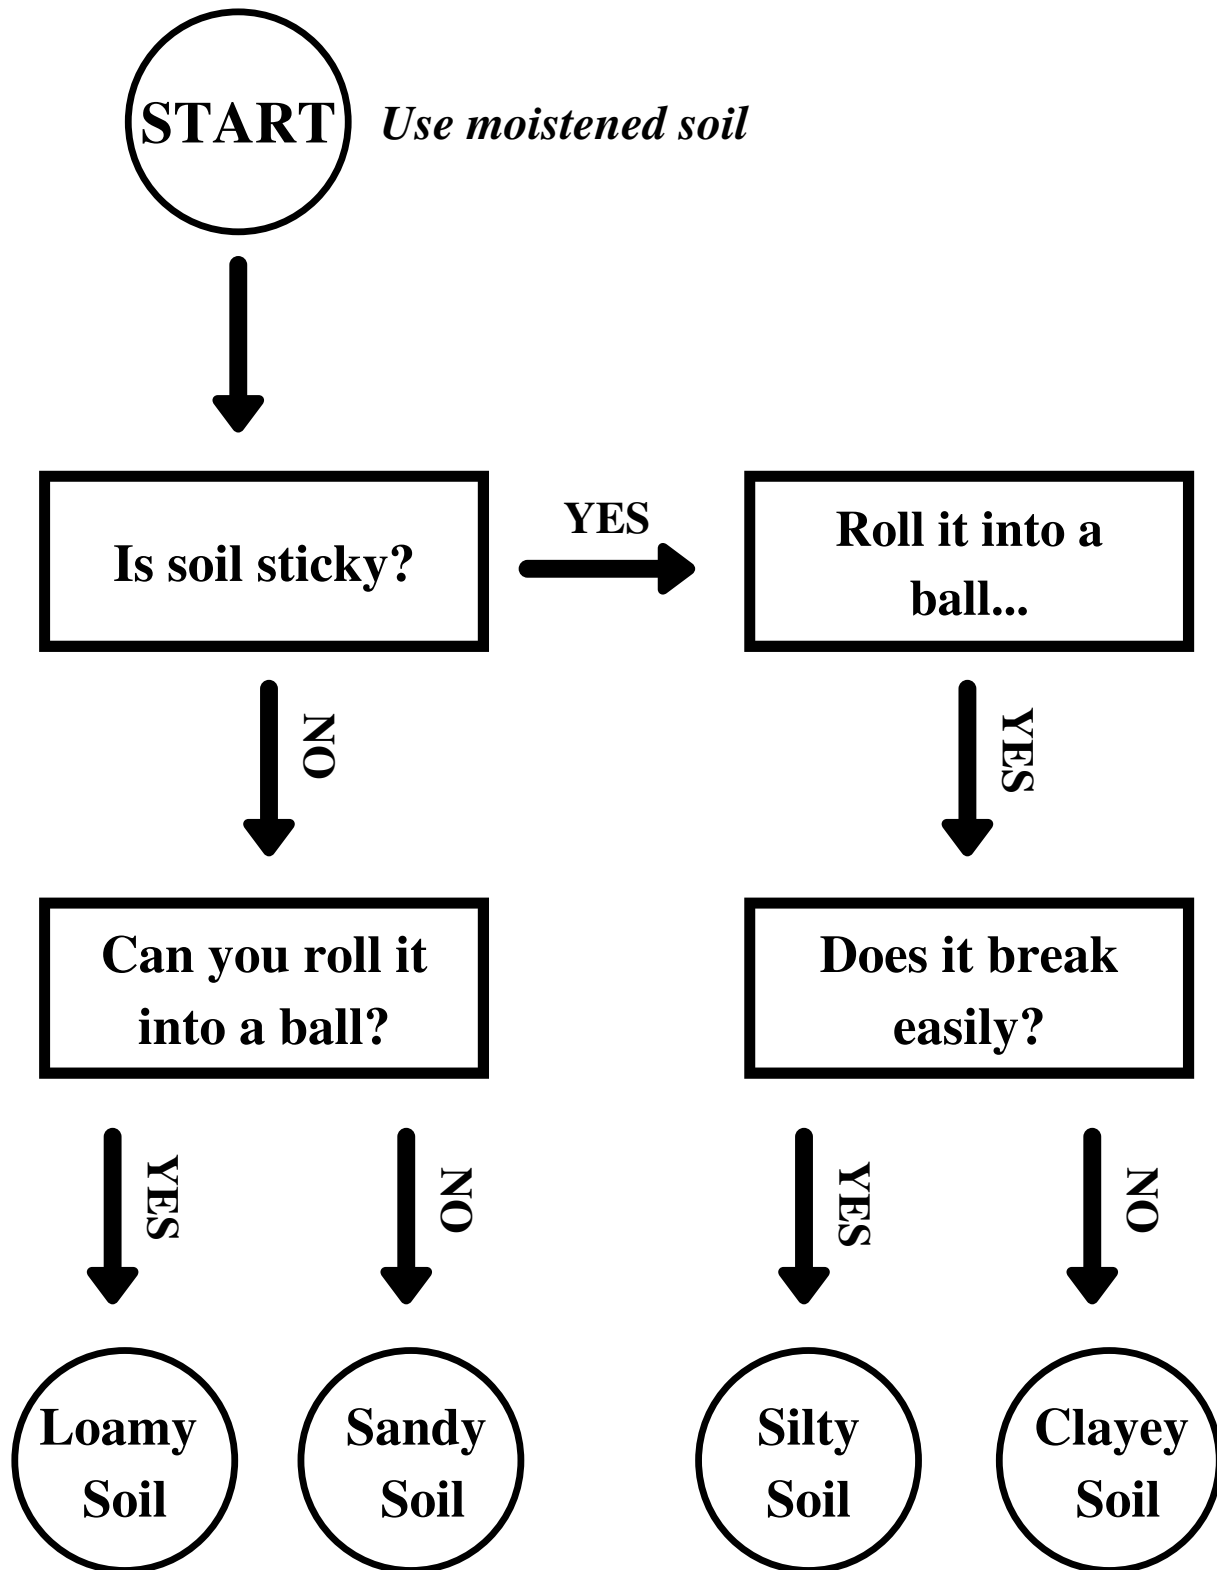 START
Use moistened soil
Is soil sticky?
YES
Roll it into a
ball...
NO
YES
Can you roll it
into a ball?
Does it break
easily?
YES
NO
YES
NO
Loamy
Soil
Sandy
Soil
Silty
Soil
Clayey
Soil